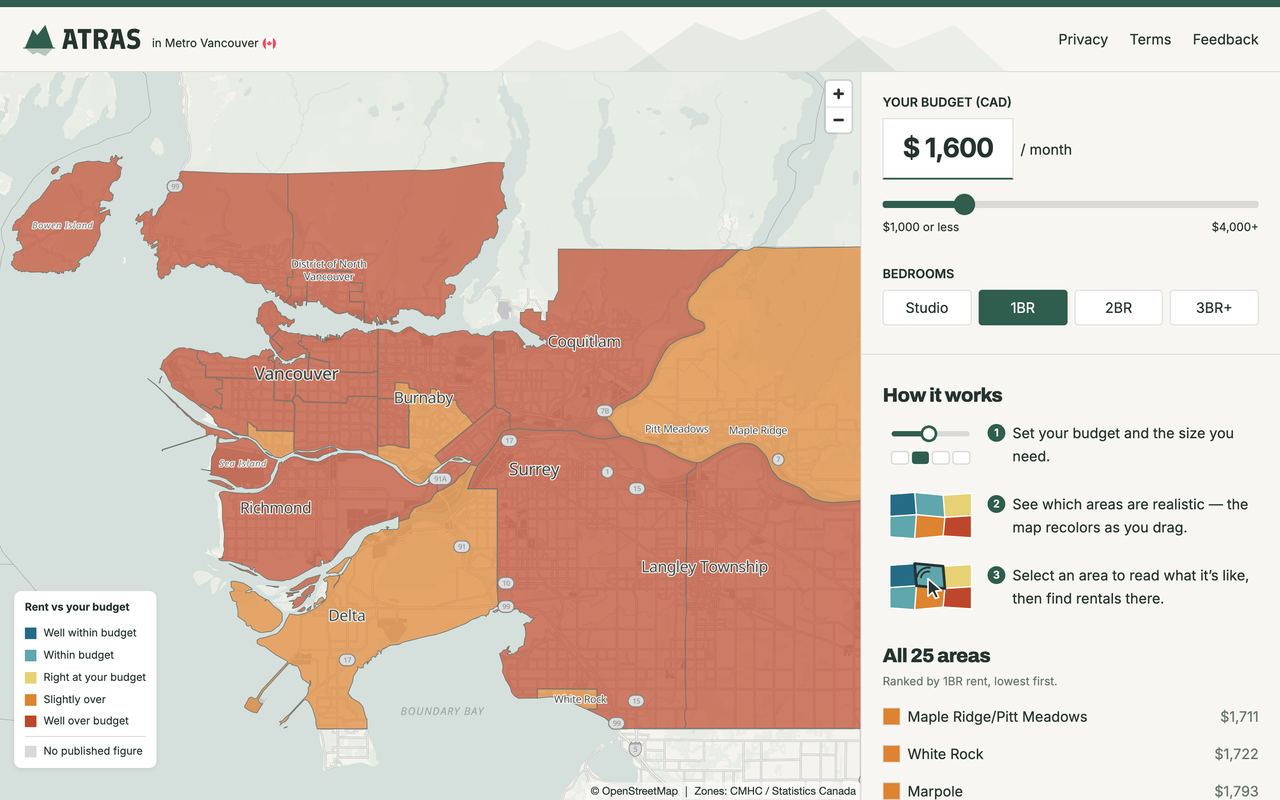 ATRAS in Metro Vancouver
Privacy Terms Feedback
+
−
99
Bowen Island
District of North
Vancouver
Coquitlam
Vancouver
Burnaby
7B
Pitt Meadows
Maple Ridge
17
7
Sea Island
Surrey
1
91A
15
Richmond
91
Langley Township
10
99
Delta
17
White Rock
15
99
BOUNDARY BAY
5
Rent vs your budget
Well within budget
Within budget
Right at your budget
Slightly over
Well over budget
No published figure
© OpenStreetMap | Zones: CMHC / Statistics Canada
YOUR BUDGET (CAD)
$ 1,600 / month
$1,000 or less $4,000+
BEDROOMS
Studio 1BR 2BR 3BR+
How it works
1 Set your budget and the size you
need.
2 See which areas are realistic — the
map recolors as you drag.
3 Select an area to read what it’s like,
then find rentals there.
All 25 areas
Ranked by 1BR rent, lowest first.
Maple Ridge/Pitt Meadows $1,711
White Rock $1,722
Marpole $1,793